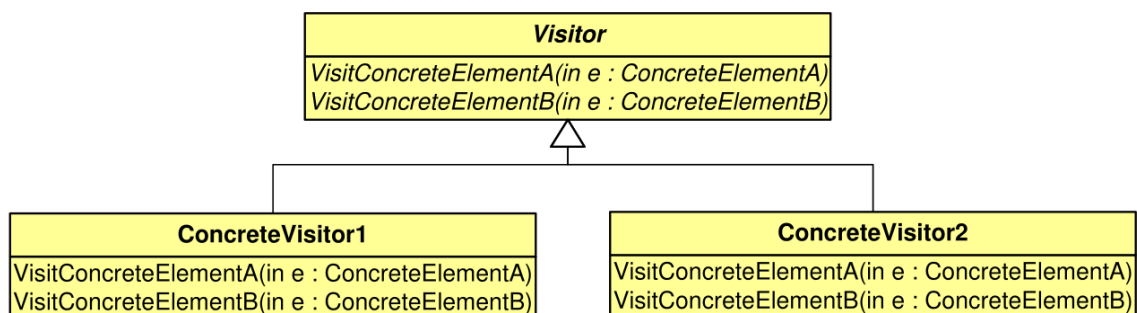 Visitor
VisitConcreteElementA(in e : ConcreteElementA)
VisitConcreteElementB(in e : ConcreteElementB)
ConcreteVisitor1
VisitConcreteElementA(in e : ConcreteElementA)
VisitConcreteElementB(in e : ConcreteElementB)
ConcreteVisitor2
VisitConcreteElementA(in e : ConcreteElementA)
VisitConcreteElementB(in e : ConcreteElementB)